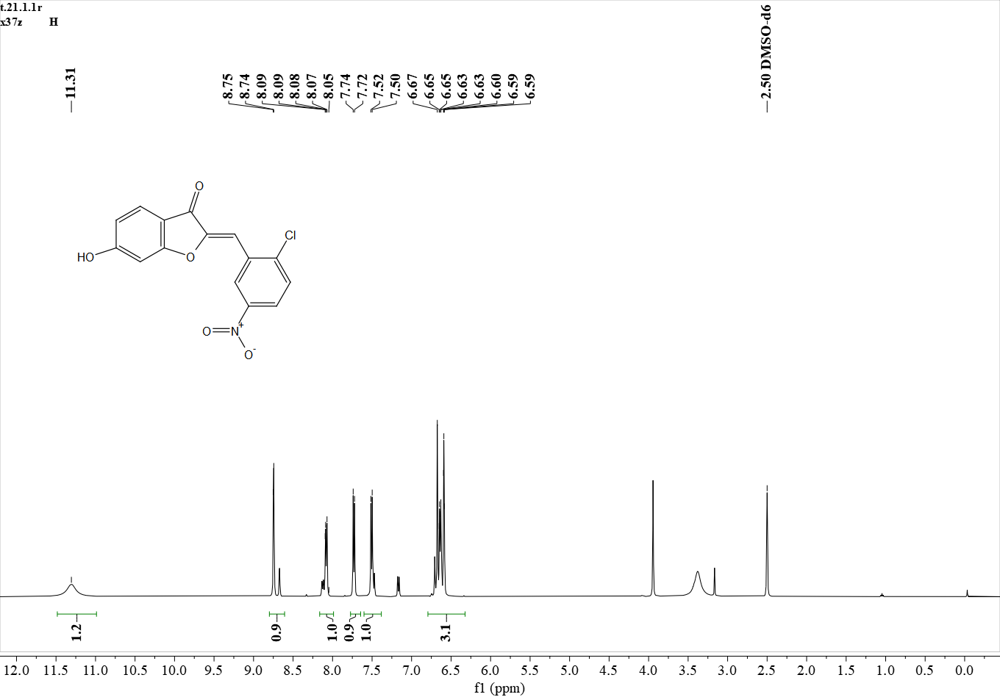 t.21.1.1r
x37z H
11.31
8.75
8.74
8.09
8.09
8.08
8.07
8.05
7.74
7.72
7.52
7.50
6.67
6.65
6.65
6.63
6.63
6.60
6.59
6.59
2.50 DMSO-d6
O
Cl
HO
O
O
N
+
O
-
1.2
0.9
1.0
0.9
1.0
3.1
12.0 11.5 11.0 10.5 10.0 9.5 9.0 8.5 8.0 7.5 7.0 6.5 6.0 5.5 5.0 4.5 4.0 3.5 3.0 2.5 2.0 1.5 1.0 0.5 0.0
f1 (ppm)